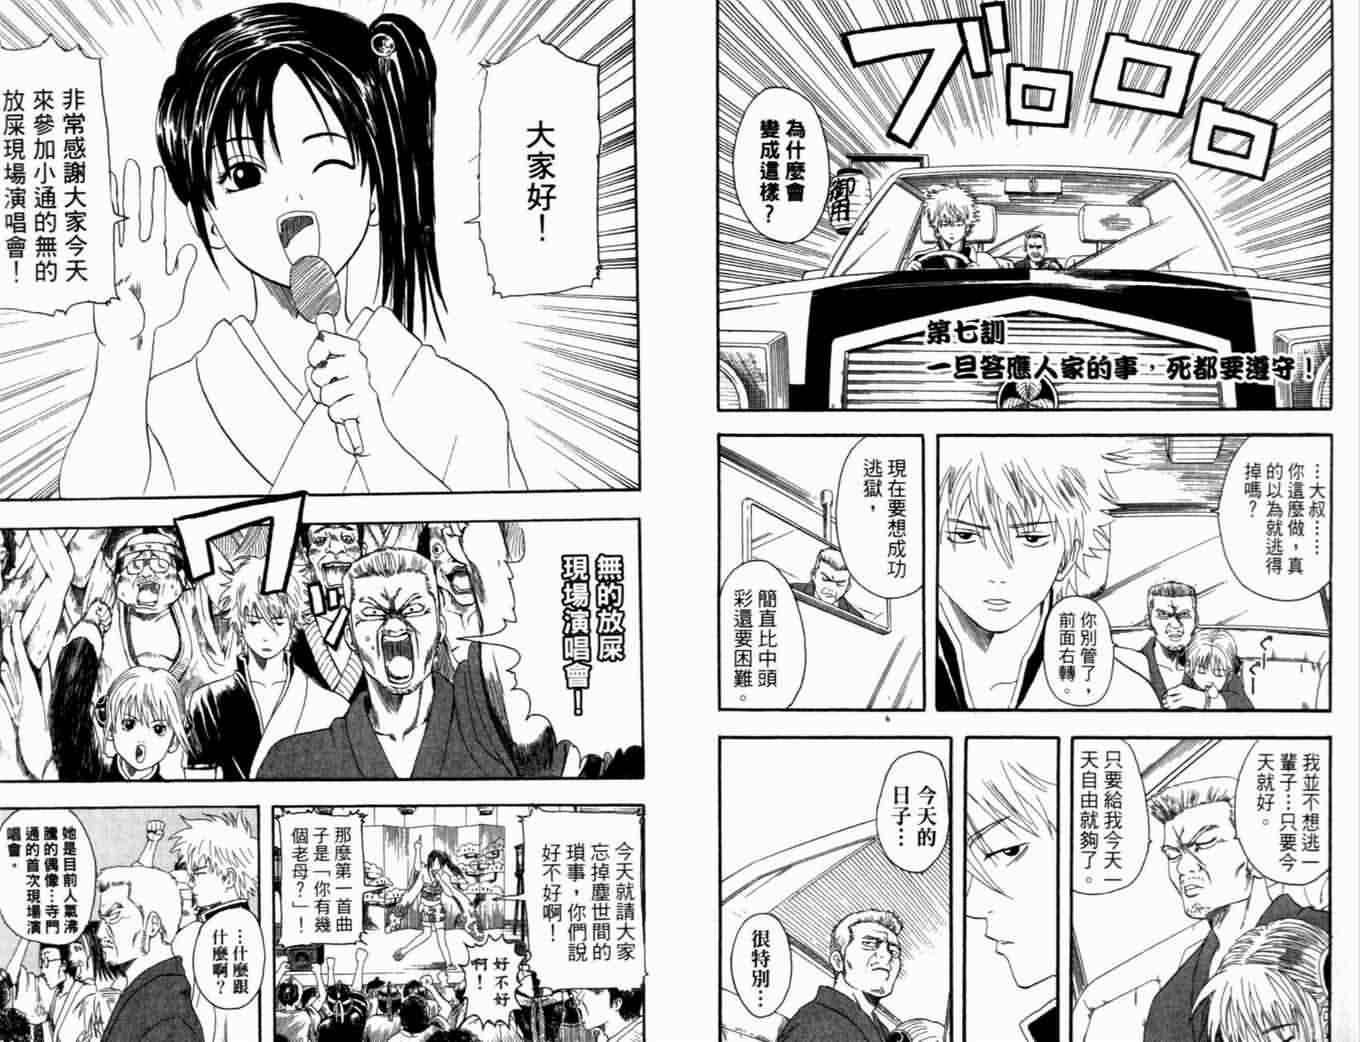 ブロロロ
為什麼會
變成這樣?
御用
第七訓
一旦答應人家的事,死都要遵守!
…大叔……
你這麼做,真
的以為就逃得
掉嗎?
你別管了,
前面右轉。
現在要想成功
逃獄,
簡直比中頭
彩還要困難。
我並不想逃一
輩子…只要今
天就好。
只要給我今天一
天自由就夠了…
今天的
日子…
很特別…
大家好!
非常感謝大家今天
來參加小通的無的
放屎現場演唱會!
ワー
無的放屎
現場演唱會!
今天就請大家
忘掉塵世間的
瑣事,你們說
好不好啊!
那麼第一首曲
子是「你有幾
個老母?」!
好不好
啊!
…什麼跟
什麼啊?
她是目前人氣沸
騰的偶像…寺門
通的首次現場演
唱會。